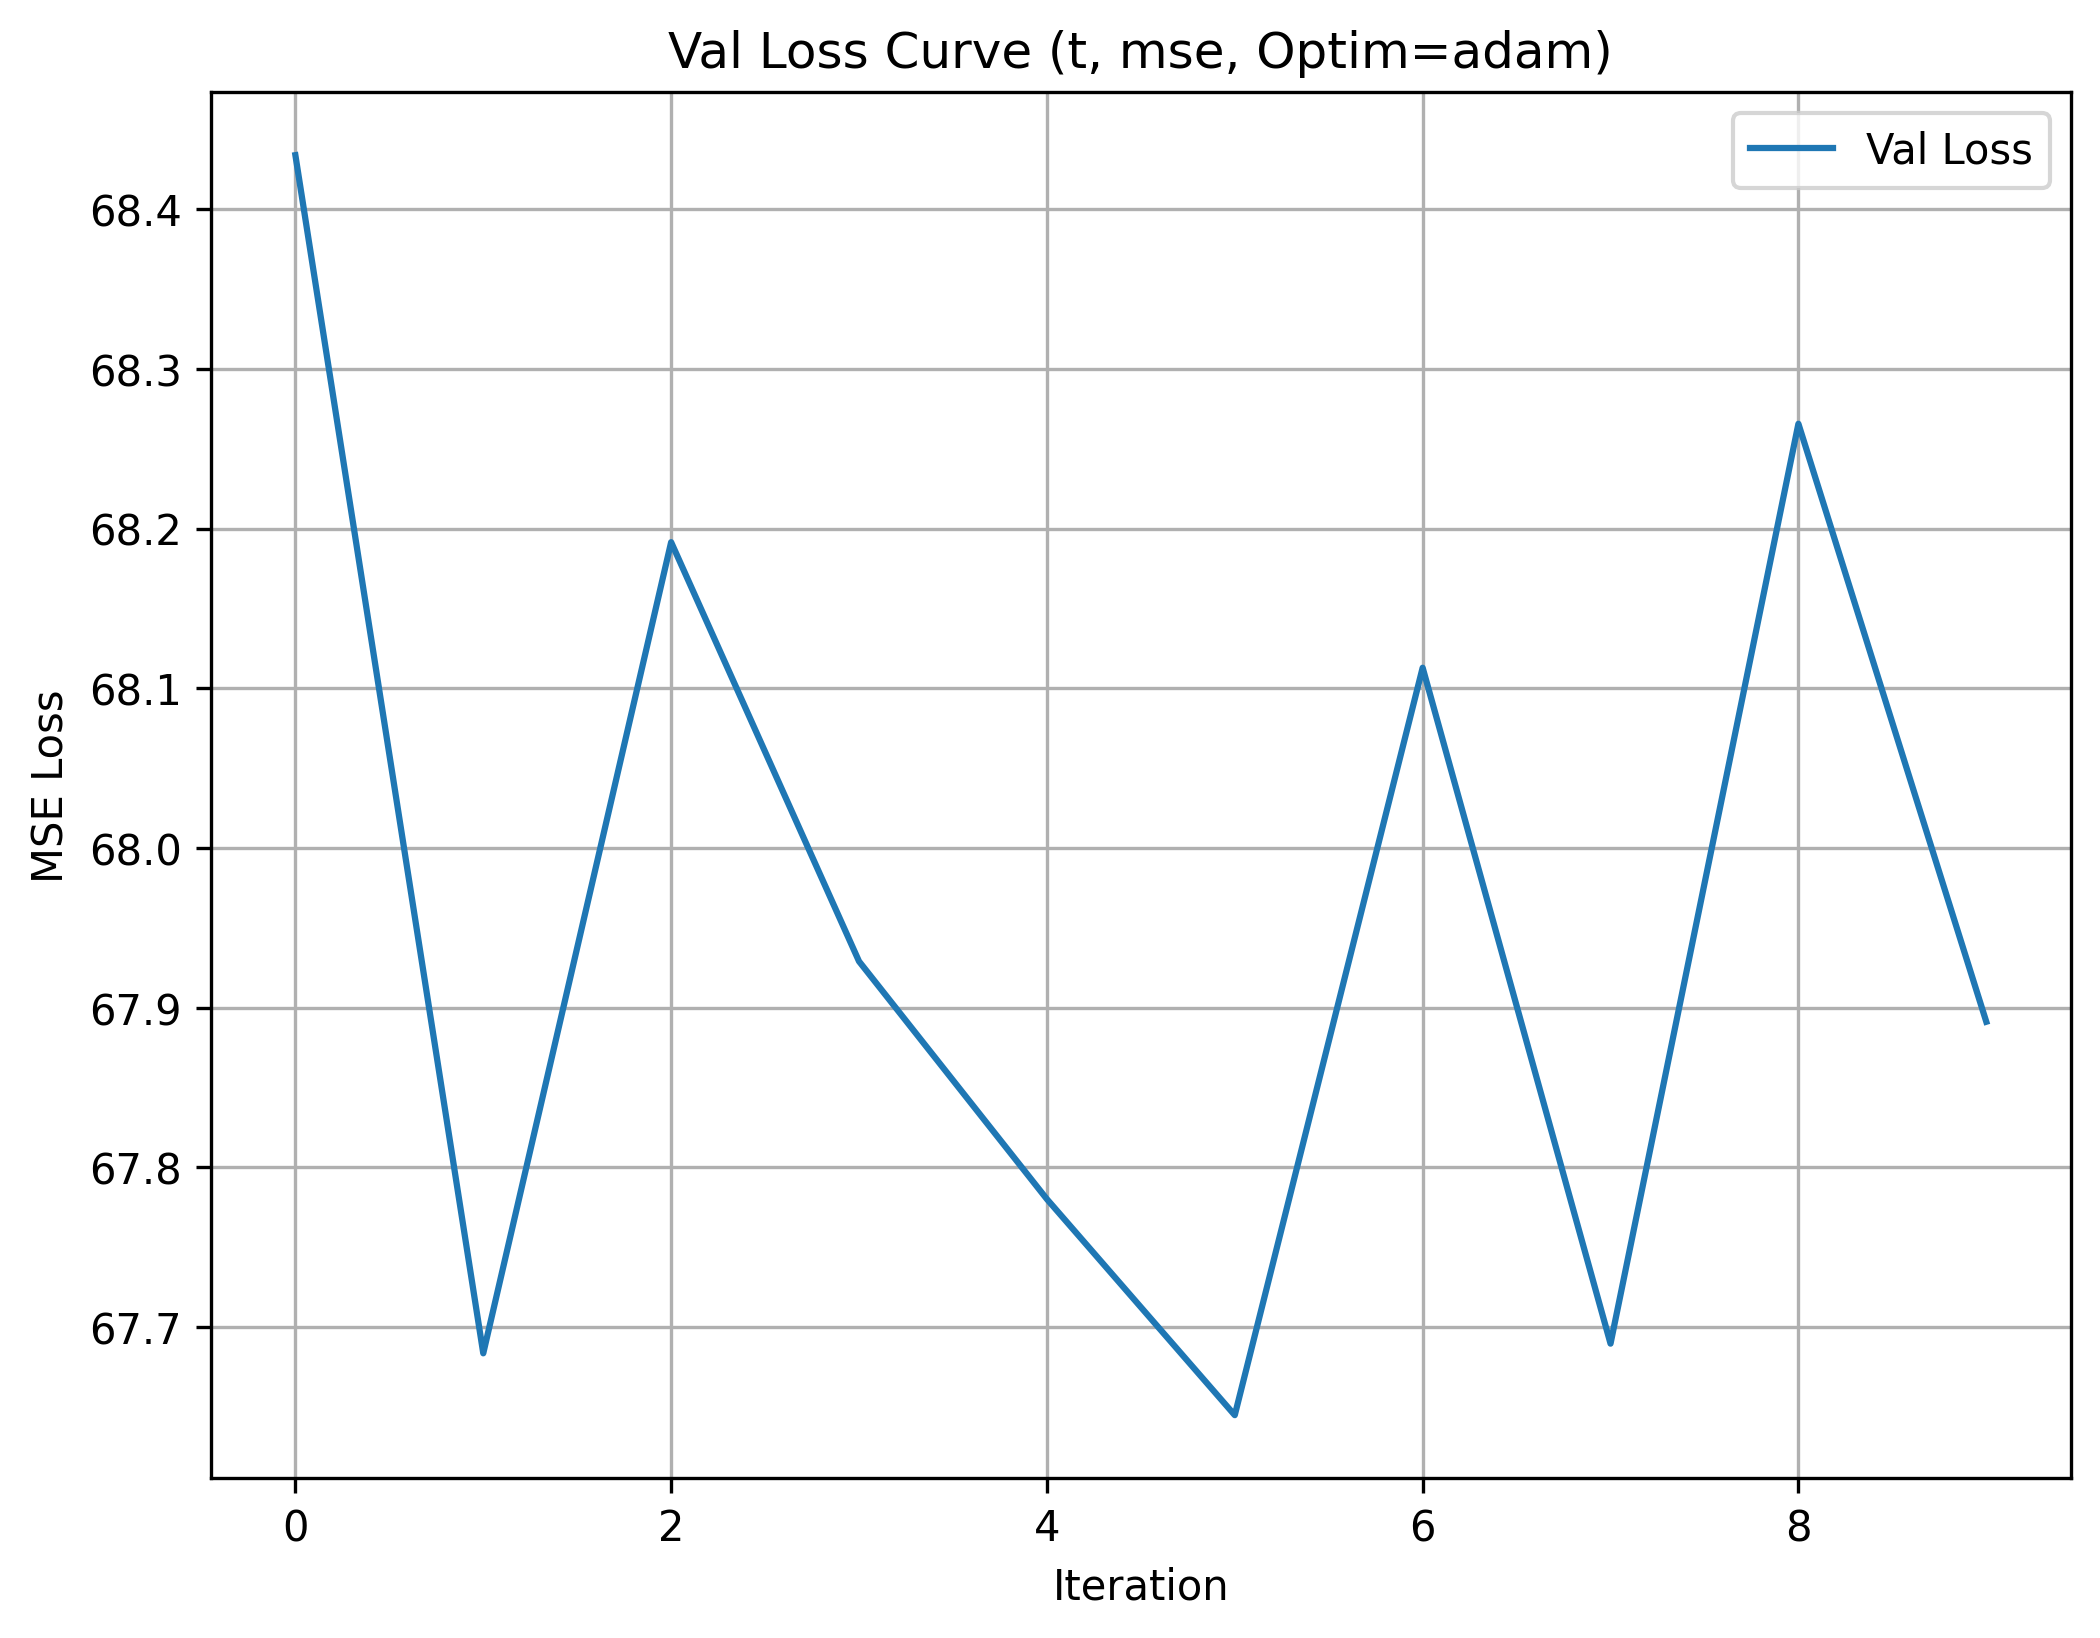 Val Loss Curve (t, mse, Optim=adam)
Val Loss
68.4
68.3
68.2
68.1
68.0
67.9
67.8
67.7
MSE Loss
0 2 4 6 8
Iteration